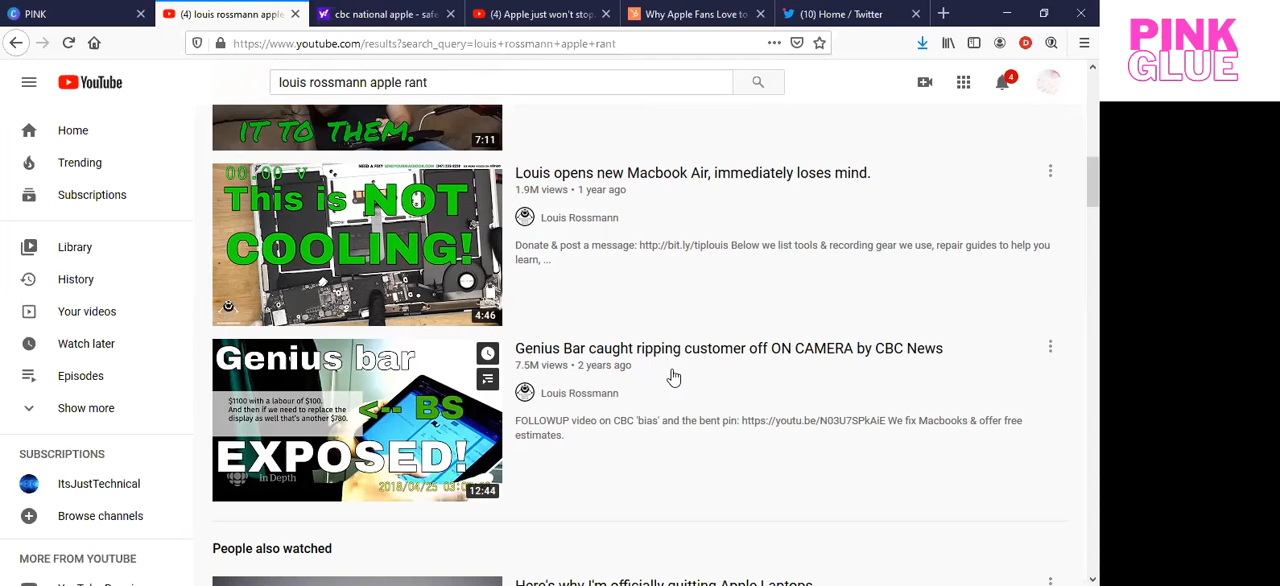 PINK
(4) louis rossmann apple
cbc national apple - safe
(4) Apple just won't stop.
Why Apple Fans Love to
(10) Home / Twitter
https://www.youtube.com/results?search_query=louis+rossmann+apple+rant
PINK
GLUE
YouTube
louis rossmann apple rant
4
Home
Trending
Subscriptions
Library
History
Your videos
Watch later
Episodes
Show more
SUBSCRIPTIONS
ItsJustTechnical
Browse channels
MORE FROM YOUTUBE
IT TO THEM.
7:11
00.00 V
This is NOT
COOLING!
4:46
Louis opens new Macbook Air, immediately loses mind.
1.9M views • 1 year ago
Louis Rossmann
Donate & post a message: http://bit.ly/tiplouis Below we list tools & recording gear we use, repair guides to help you
learn, ...
Genius bar
$1100 with a labour of $100.
And then if we need to replace the
display as well that's another $780.
<-- BS
EXPOSED!
in Depth
12:44
Genius Bar caught ripping customer off ON CAMERA by CBC News
7.5M views • 2 years ago
Louis Rossmann
FOLLOWUP video on CBC 'bias' and the bent pin: https://youtu.be/N03U7SPkAiE We fix Macbooks & offer free
estimates.
People also watched
Here's why I'm officially quitting Apple Laptops